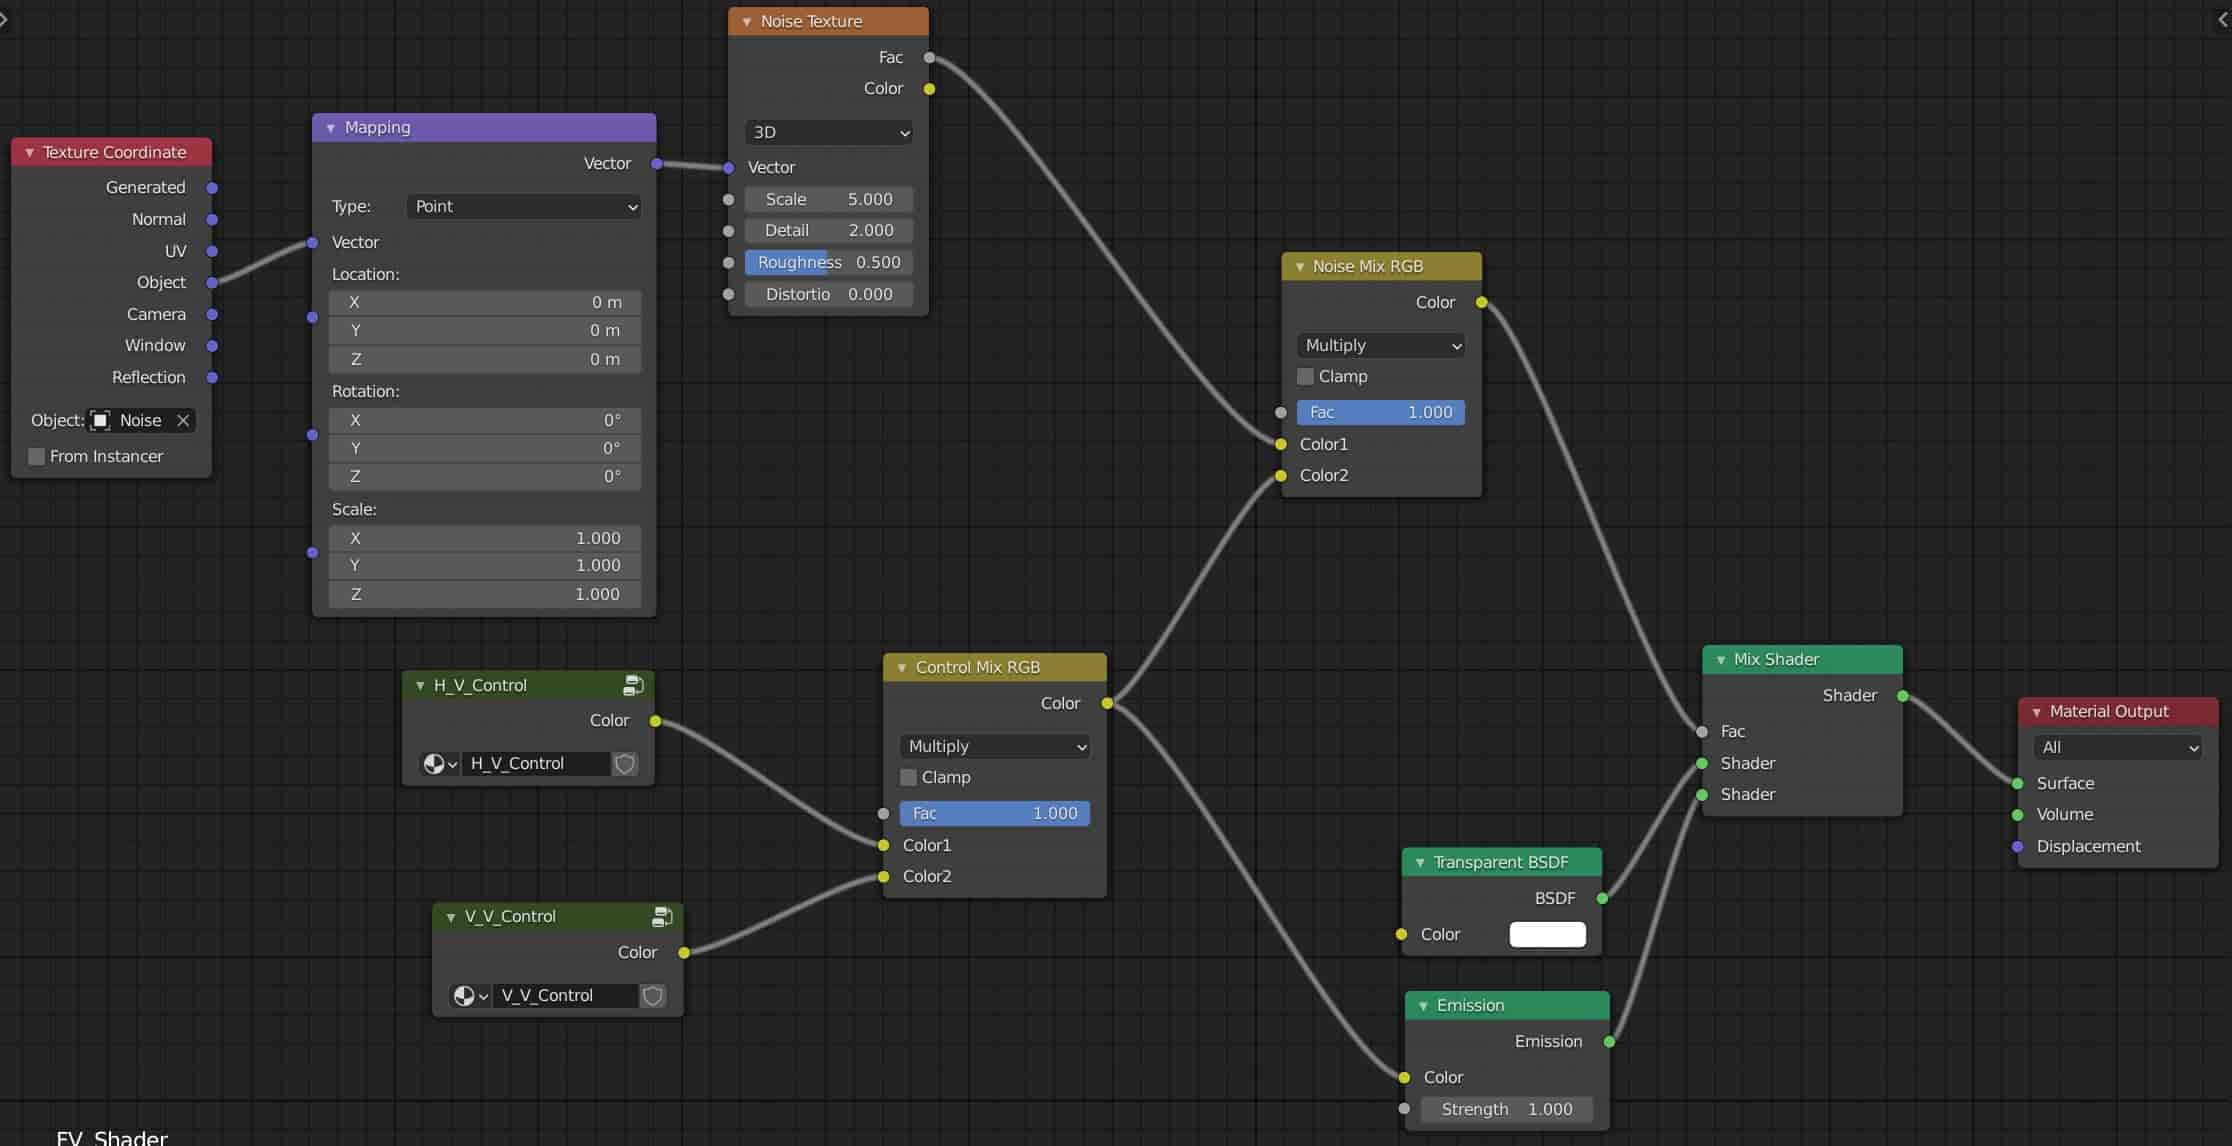 Texture Coordinate
Generated
Normal
UV
Object
Camera
Window
Reflection
Object: Noise
From Instancer
Mapping
Vector
Type: Point
Vector
Location:
X 0 m
Y 0 m
Z 0 m
Rotation:
X 0°
Y 0°
Z 0°
Scale:
X 1.000
Y 1.000
Z 1.000
Noise Texture
Fac
Color
3D
Vector
Scale 5.000
Detail 2.000
Roughness 0.500
Distortio 0.000
H_V_Control
Color
H_V_Control
V_V_Control
Color
V_V_Control
Control Mix RGB
Color
Multiply
Clamp
Fac 1.000
Color1
Color2
Noise Mix RGB
Color
Multiply
Clamp
Fac 1.000
Color1
Color2
Transparent BSDF
BSDF
Color
Emission
Emission
Color
Strength 1.000
Mix Shader
Shader
Fac
Shader
Shader
Material Output
All
Surface
Volume
Displacement
FV_Shader